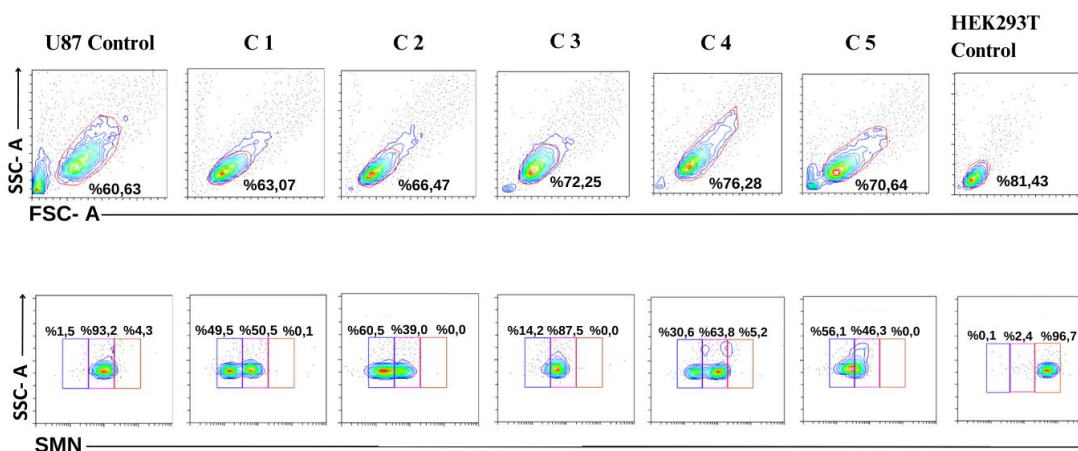 U87 Control C 1 C 2 C 3 C 4 C 5 HEK293T
Control
SSC- A
%60,63 %63,07 %66,47 %72,25 %76,28 %70,64 %81,43
FSC- A
%1,5 %93,2 %4,3 %49,5 %50,5 %0,1 %60,5 %39,0 %0,0 %14,2 %87,5 %0,0 %30,6 %63,8 %5,2 %56,1 %46,3 %0,0 %0,1 %2,4 %96,7
SSC- A
SMN